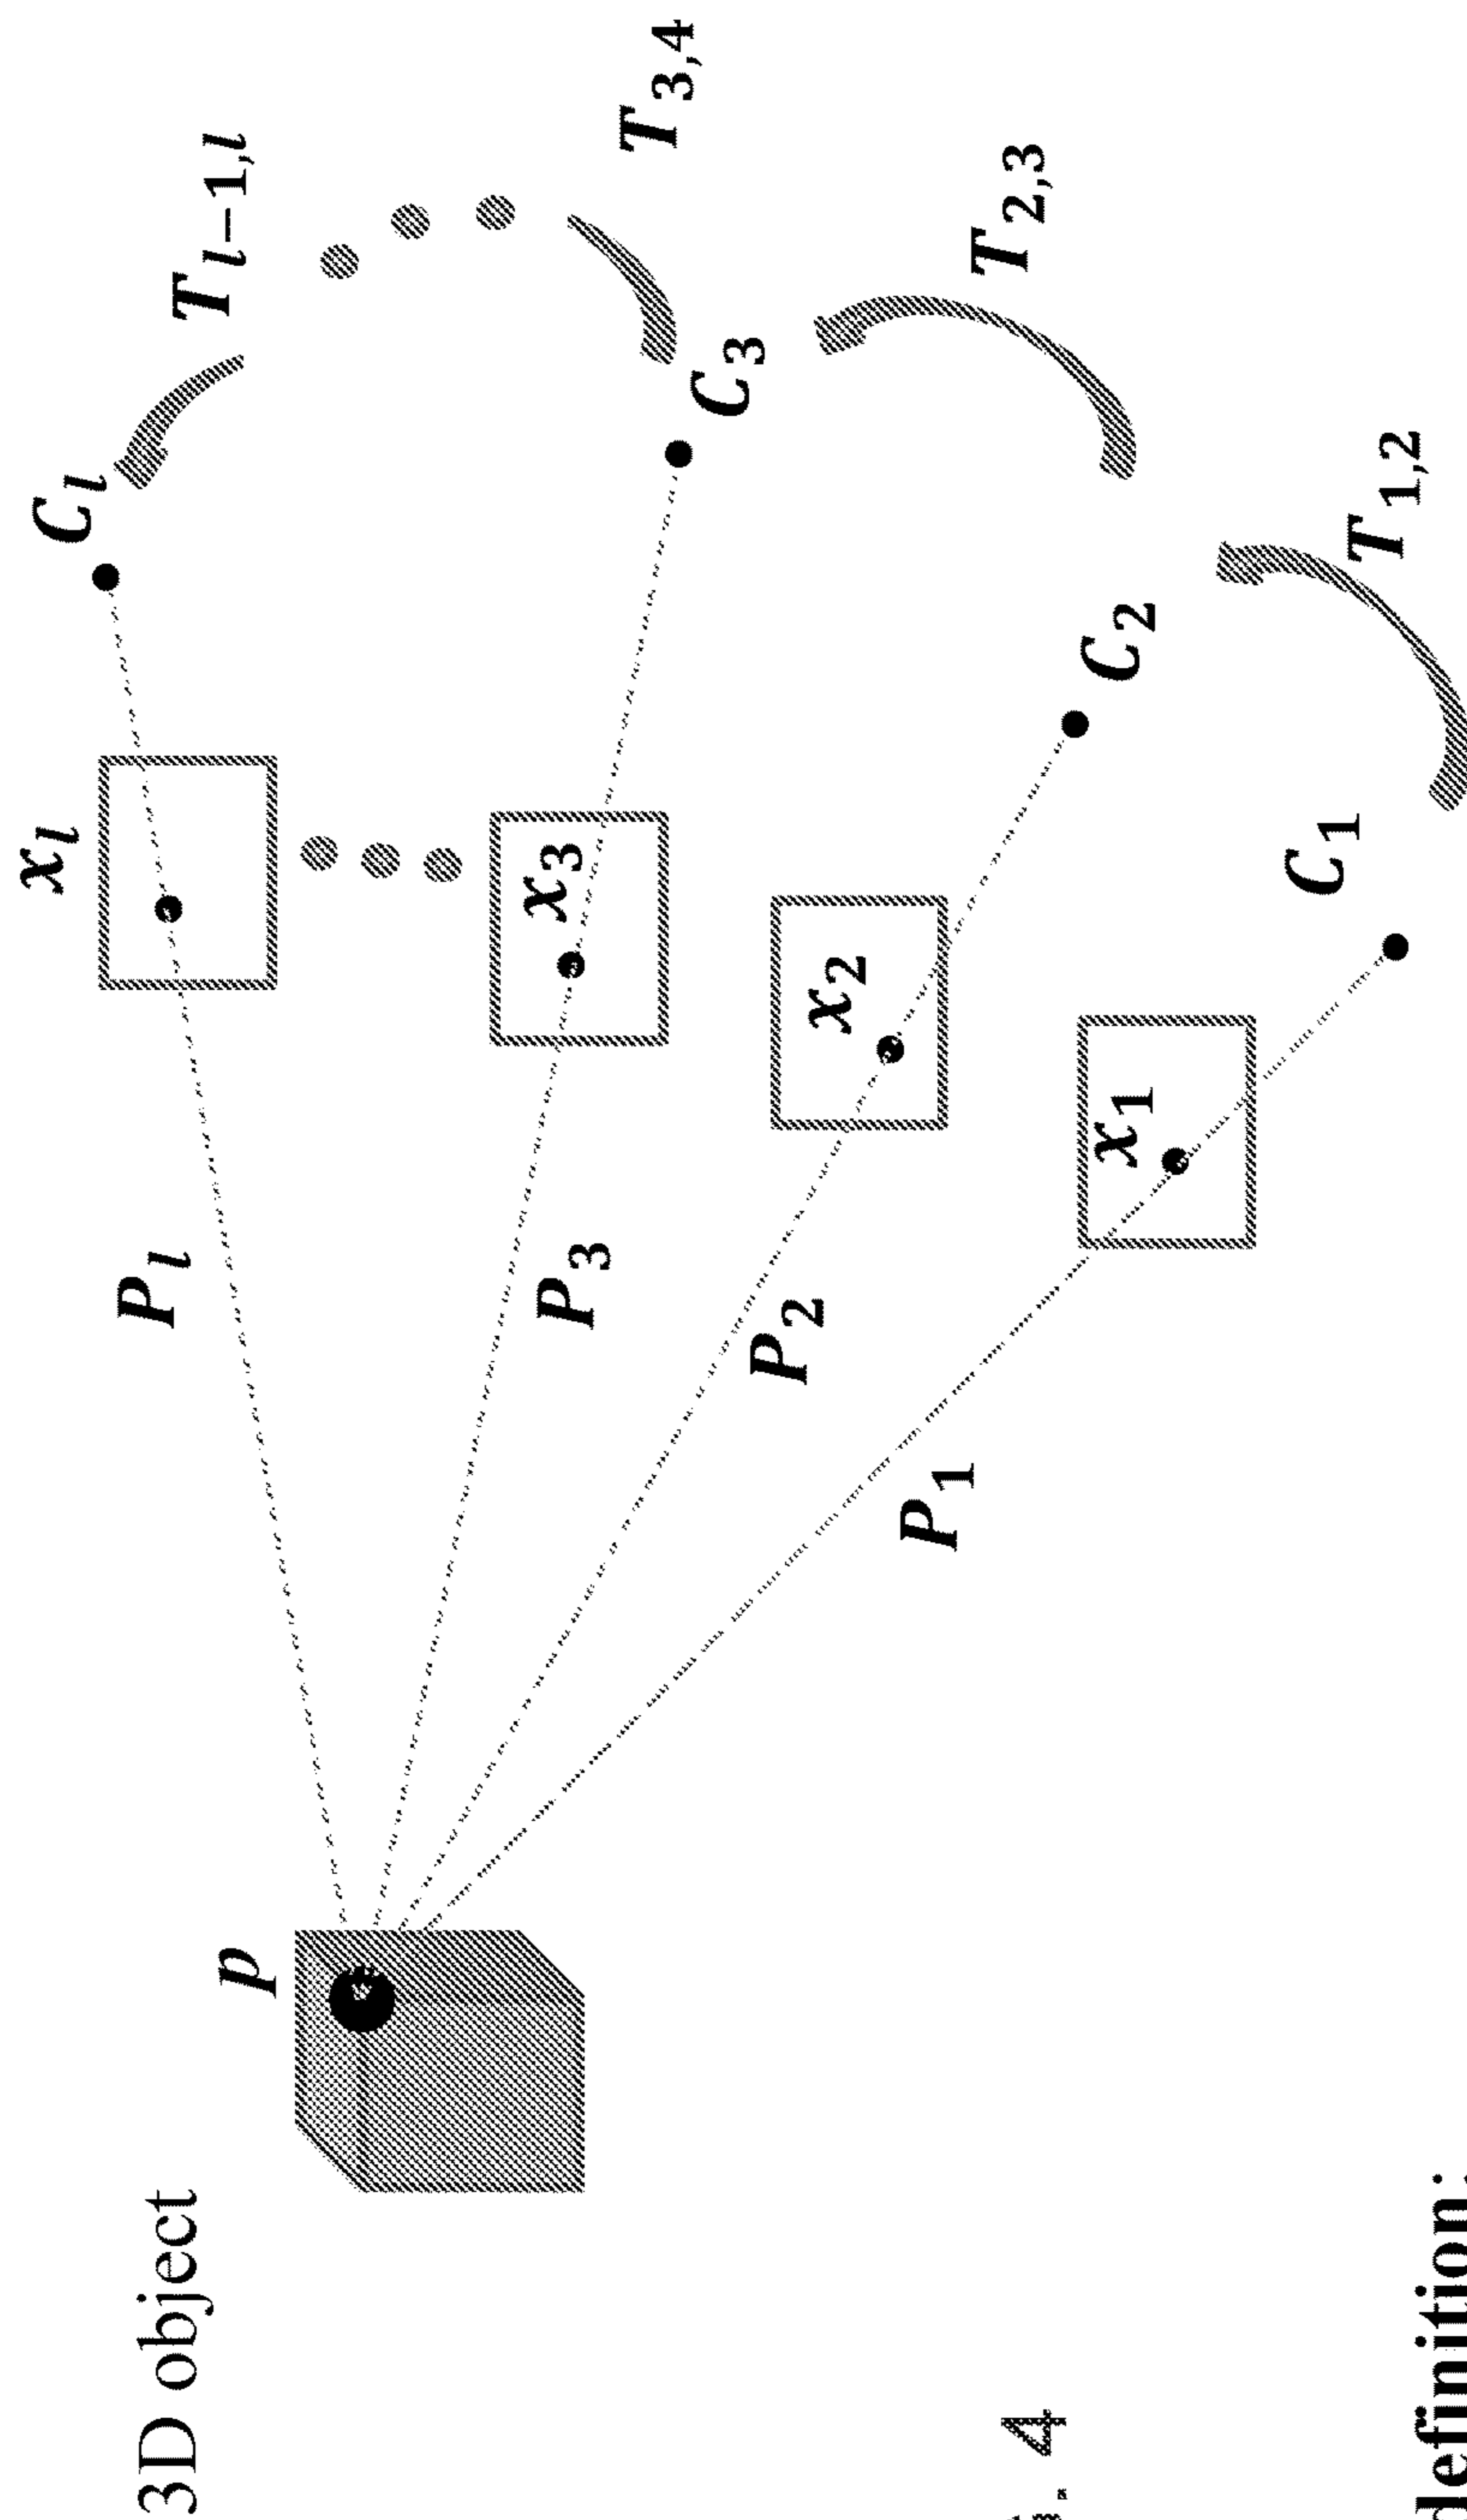 3D object
p
P₁
P₂
P₃
Pₗ
x₁
x₂
x₃
xₗ
C₁
C₂
C₃
Cₗ
T₁,₂
T₂,₃
T₃,₄
Tₗ₋₁,ₗ
. 4